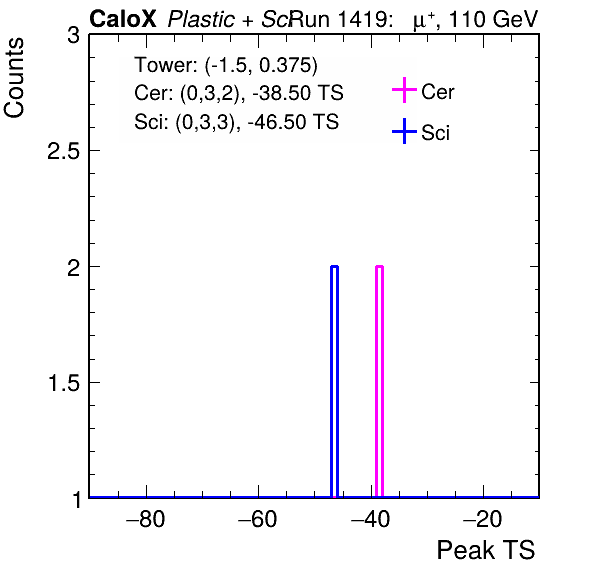 CaloX Plastic + SciRun 1419: μ⁺, 110 GeV
Counts
3
2.5
2
1.5
1
Tower: (-1.5, 0.375)
Cer: (0,3,2), -38.50 TS
Sci: (0,3,3), -46.50 TS
Cer
Sci
−80 −60 −40 −20
Peak TS